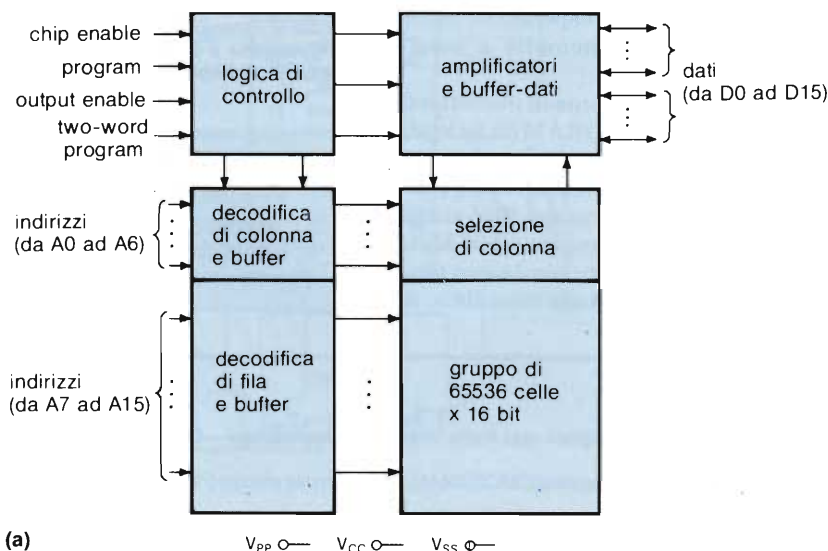 chip enable
program
output enable
two-word
program
logica di
controllo
amplificatori
e buffer-dati
dati
(da D0 ad D15)
indirizzi
(da A0 ad A6)
decodifica
di colonna
e buffer
selezione
di colonna
indirizzi
(da A7 ad A15)
decodifica
di fila
e buffer
gruppo di
65536 celle
x 16 bit
(a)
VPP
VCC
VSS